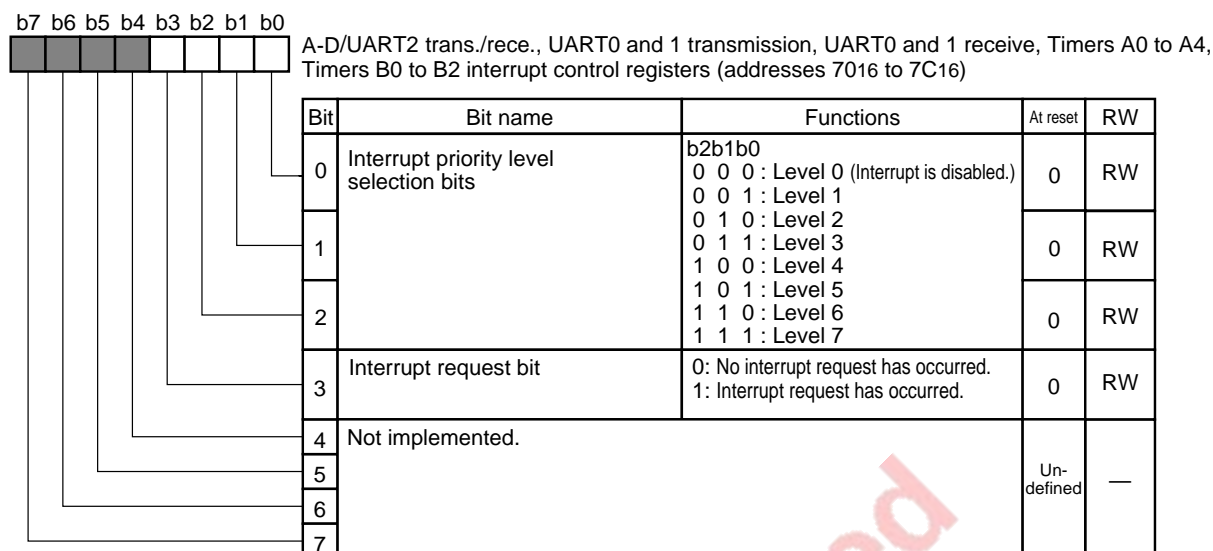 b7 b6 b5 b4 b3 b2 b1 b0
A-D/UART2 trans./rece., UART0 and 1 transmission, UART0 and 1 receive, Timers A0 to A4,
Timers B0 to B2 interrupt control registers (addresses 7016 to 7C16)
Bit Bit name Functions At reset RW
0 Interrupt priority level
selection bits
b2b1b0
0 0 0 : Level 0 (Interrupt is disabled.)
0 0 1 : Level 1
0 1 0 : Level 2
0 1 1 : Level 3
1 0 0 : Level 4
1 0 1 : Level 5
1 1 0 : Level 6
1 1 1 : Level 7
0 RW
1 0 RW
2 0 RW
3 Interrupt request bit
0: No interrupt request has occurred.
1: Interrupt request has occurred.
0 RW
4 Not implemented.
5
6
7
Un-
defined
—